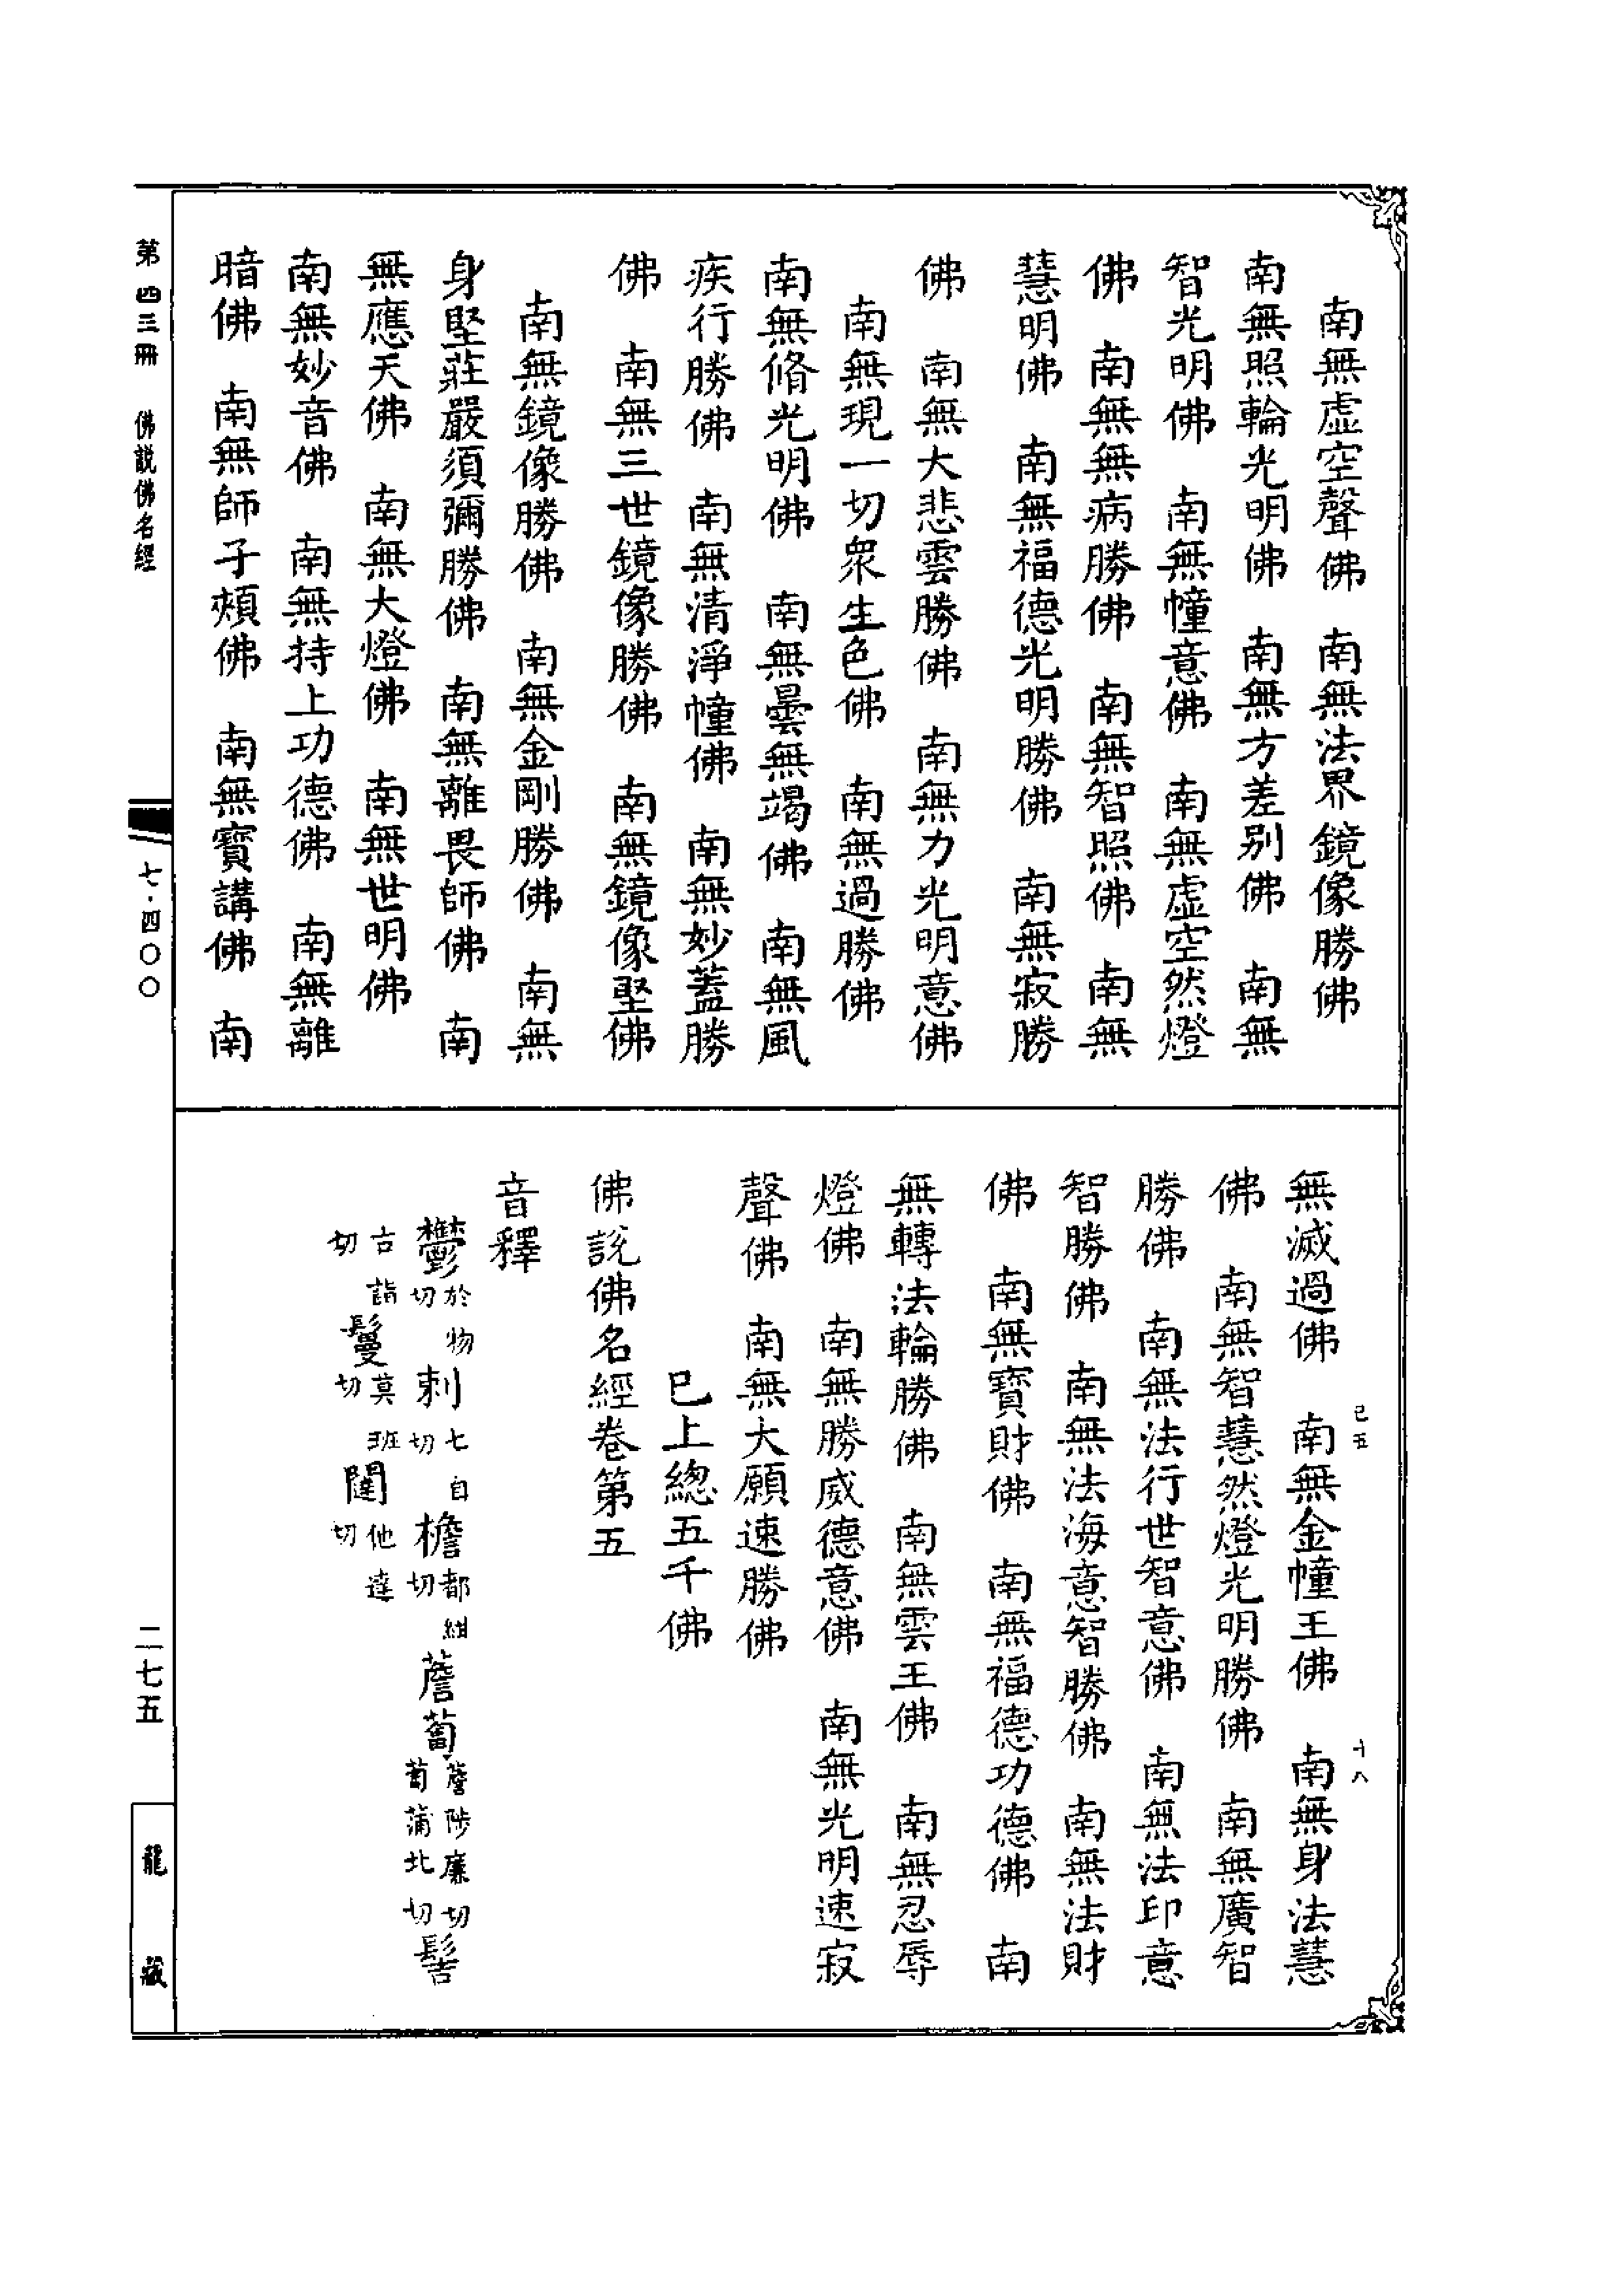 南無虛空聲佛　南無法界鏡像勝佛
南無照輪光明佛　南無方差別佛　南無
智光明佛　南無幢意佛　南無虛空然燈
佛　南無無病勝佛　南無智照佛　南無
慧明佛　南無福德光明勝佛　南無寂勝
佛　南無大悲雲勝佛　南無力光明意佛
南無現一切衆生色佛　南無過勝佛
南無脩光明佛　南無曇無竭佛　南無風
疾行勝佛　南無清淨幢佛　南無妙蓋勝
佛　南無三世鏡像勝佛　南無鏡像堅佛
南無鏡像勝佛　南無金剛勝佛　南無
身堅莊嚴須彌勝佛　南無離畏師佛　南
無應天佛　南無大燈佛　南無世明佛
南無妙音佛　南無持上功德佛　南無離
暗佛　南無師子頰佛　南無寶講佛　南
無滅過佛　南無金幢王佛　南無身法慧
佛　南無智慧然燈光明勝佛　南無廣智
勝佛　南無法行世智意佛　南無法印意
智勝佛　南無法海意智勝佛　南無法財
佛　南無寶財佛　南無福德功德佛　南
無轉法輪勝佛　南無雲王佛　南無忍辱
燈佛　南無勝威德意佛　南無光明速寂
聲佛　南無大願速勝佛
已上總五千佛
佛說佛名經卷第五
音釋
鬱於物切刺七自切檐都紺切薝蔔薝陟廉切蔔蒲北切髻
古詣切鬘莫班切闥他達切
已五　十八
第四三冊　佛說佛名經
七·四〇〇
二七五
龍藏